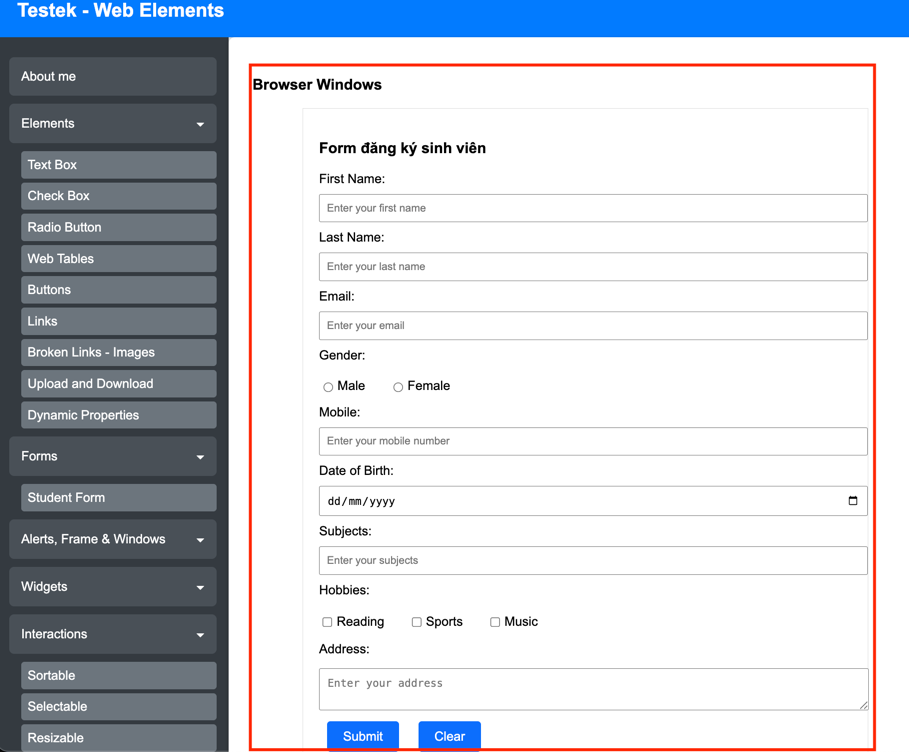 Testek - Web Elements
About me
Elements
Text Box
Check Box
Radio Button
Web Tables
Buttons
Links
Broken Links - Images
Upload and Download
Dynamic Properties
Forms
Student Form
Alerts, Frame & Windows
Widgets
Interactions
Sortable
Selectable
Resizable
Browser Windows
Form đăng ký sinh viên
First Name:
Enter your first name
Last Name:
Enter your last name
Email:
Enter your email
Gender:
Male Female
Mobile:
Enter your mobile number
Date of Birth:
dd/mm/yyyy
Subjects:
Enter your subjects
Hobbies:
Reading Sports Music
Address:
Enter your address
Submit Clear